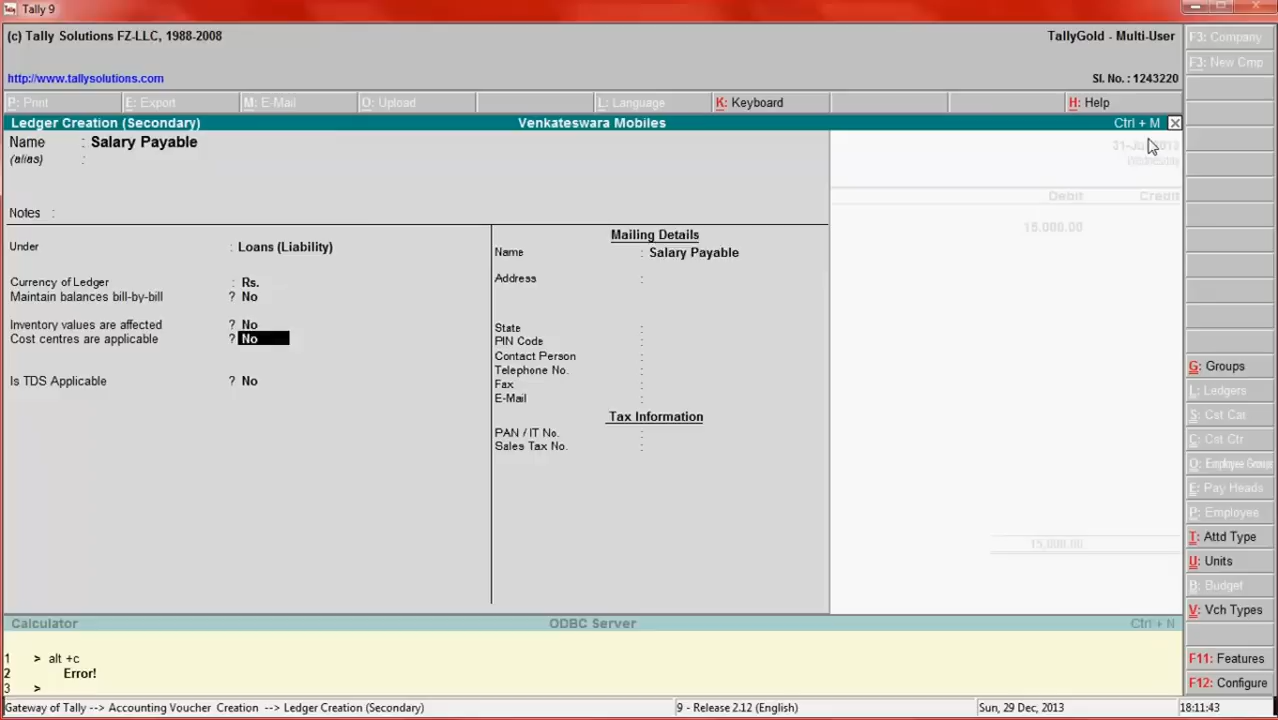 Tally 9
(c) Tally Solutions FZ-LLC, 1988-2008
TallyGold - Multi-User
http://www.tallysolutions.com
Sl. No. : 1243220
P: Print
E: Export
M: E-Mail
O: Upload
L: Language
K: Keyboard
H: Help
Ledger Creation (Secondary)
Venkateswara Mobiles
Ctrl + M
Name : Salary Payable
(alias) :
Notes :
Under : Loans (Liability)
Currency of Ledger : Rs.
Maintain balances bill-by-bill ? No
Inventory values are affected ? No
Cost centres are applicable ? No
Is TDS Applicable ? No
Mailing Details
Name : Salary Payable
Address :
State :
PIN Code :
Contact Person :
Telephone No. :
Fax :
E-Mail :
Tax Information
PAN / IT No. :
Sales Tax No. :
Debit
Credit
15,000.00
15,000.00
F3: Company
F3: New Cmp
G: Groups
L: Ledgers
S: Cst Cat
C: Cst Ctr
O: Employee Groups
E: Pay Heads
P: Employee
T: Attd Type
U: Units
B: Budget
V: Vch Types
F11: Features
F12: Configure
Calculator
ODBC Server
Ctrl + N
1 > alt +c
2 Error!
3 >
Gateway of Tally --> Accounting Voucher Creation --> Ledger Creation (Secondary)
9 - Release 2.12 (English)
Sun, 29 Dec, 2013
18:11:43